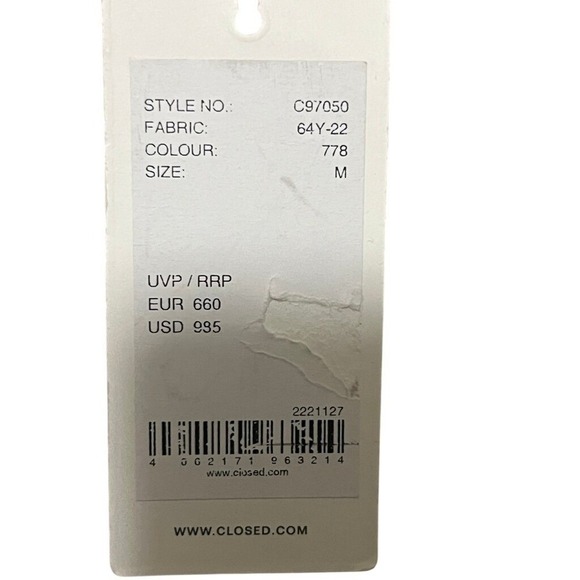 STYLE NO.: C97050
FABRIC: 64Y-22
COLOUR: 778
SIZE: M
UVP / RRP
EUR 660
USD 985
2221127
4 062171 963214
www.closed.com
WWW.CLOSED.COM